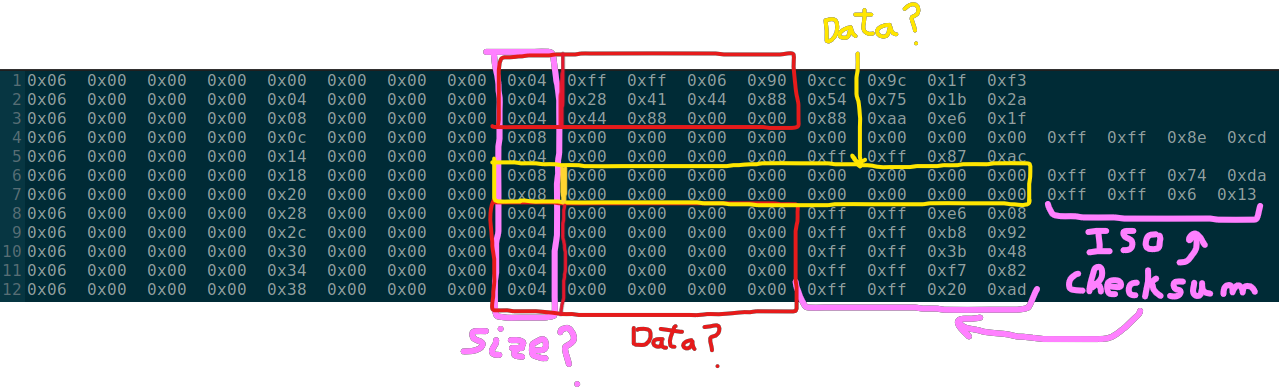 Data?
1 0x06 0x00 0x00 0x00 0x00 0x00 0x00 0x00 0x04 0xff 0xff 0x06 0x90 0xcc 0x9c 0x1f 0xf3
2 0x06 0x00 0x00 0x00 0x04 0x00 0x00 0x00 0x04 0x28 0x41 0x44 0x88 0x54 0x75 0x1b 0x2a
3 0x06 0x00 0x00 0x00 0x08 0x00 0x00 0x00 0x04 0x44 0x88 0x00 0x00 0x88 0xaa 0xe6 0x1f
4 0x06 0x00 0x00 0x00 0x0c 0x00 0x00 0x00 0x08 0x00 0x00 0x00 0x00 0x00 0x00 0x00 0x00 0xff 0xff 0x8e 0xcd
5 0x06 0x00 0x00 0x00 0x14 0x00 0x00 0x00 0x04 0x00 0x00 0x00 0x00 0xff 0xff 0x87 0xac
6 0x06 0x00 0x00 0x00 0x18 0x00 0x00 0x00 0x08 0x00 0x00 0x00 0x00 0x00 0x00 0x00 0x00 0xff 0xff 0x74 0xda
7 0x06 0x00 0x00 0x00 0x20 0x00 0x00 0x00 0x08 0x00 0x00 0x00 0x00 0x00 0x00 0x00 0x00 0xff 0xff 0x6 0x13
8 0x06 0x00 0x00 0x00 0x28 0x00 0x00 0x00 0x04 0x00 0x00 0x00 0x00 0xff 0xff 0xe6 0x08
9 0x06 0x00 0x00 0x00 0x2c 0x00 0x00 0x00 0x04 0x00 0x00 0x00 0x00 0xff 0xff 0xb8 0x92
10 0x06 0x00 0x00 0x00 0x30 0x00 0x00 0x00 0x04 0x00 0x00 0x00 0x00 0xff 0xff 0x3b 0x48
11 0x06 0x00 0x00 0x00 0x34 0x00 0x00 0x00 0x04 0x00 0x00 0x00 0x00 0xff 0xff 0xf7 0x82
12 0x06 0x00 0x00 0x00 0x38 0x00 0x00 0x00 0x04 0x00 0x00 0x00 0x00 0xff 0xff 0x20 0xad
ISO
checksum
Size?
Data?